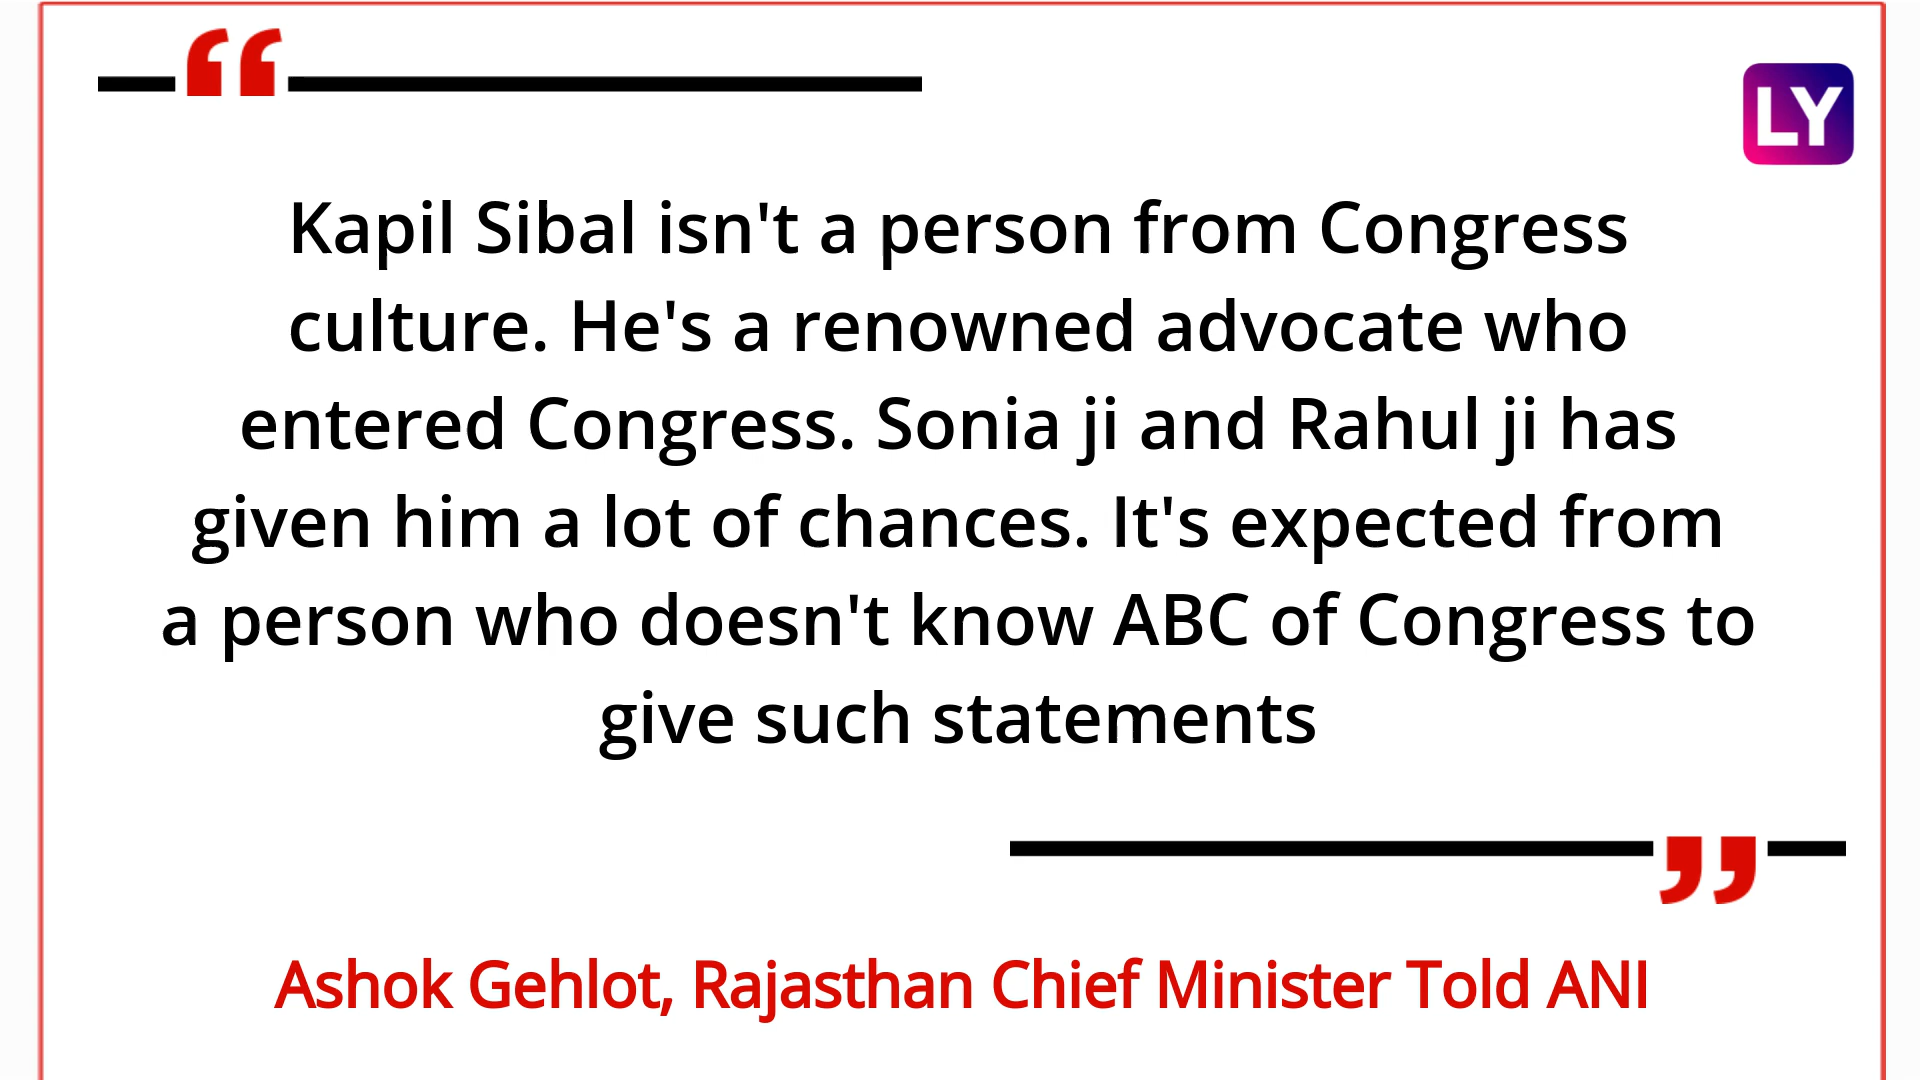 LY
Kapil Sibal isn't a person from Congress
culture. He's a renowned advocate who
entered Congress. Sonia ji and Rahul ji has
given him a lot of chances. It's expected from
a person who doesn't know ABC of Congress to
give such statements
Ashok Gehlot, Rajasthan Chief Minister Told ANI